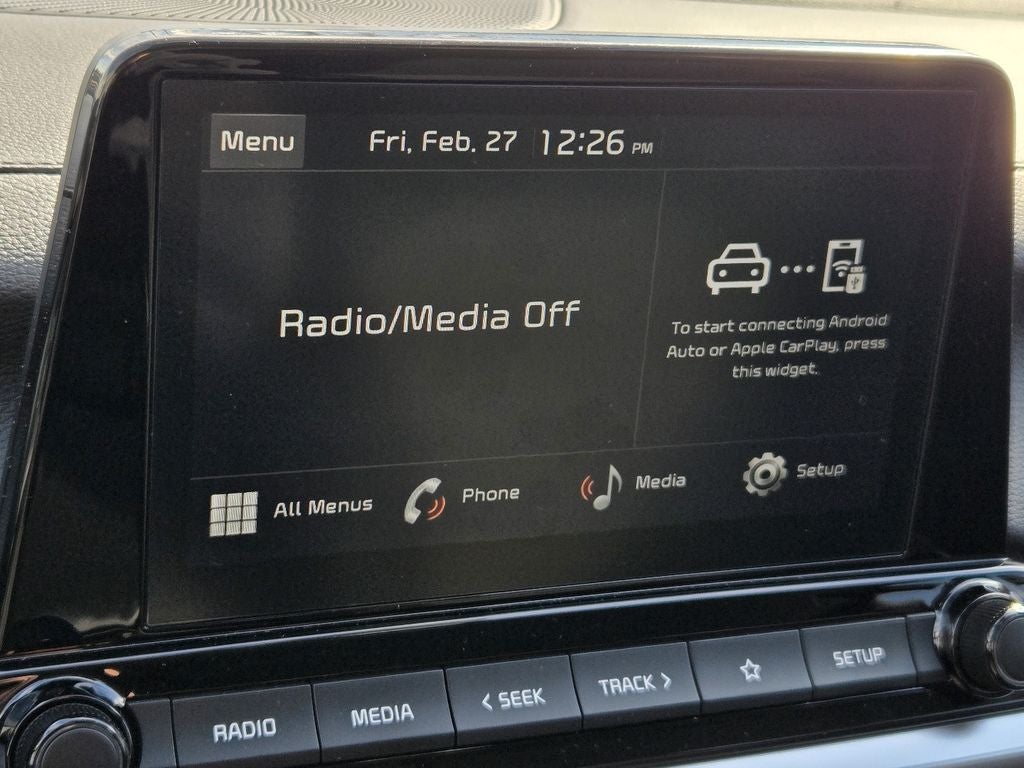 Menu Fri, Feb. 27 12:26 PM
Radio/Media Off
To start connecting Android
Auto or Apple CarPlay, press
this widget.
All Menus Phone Media Setup
RADIO MEDIA < SEEK TRACK > SETUP